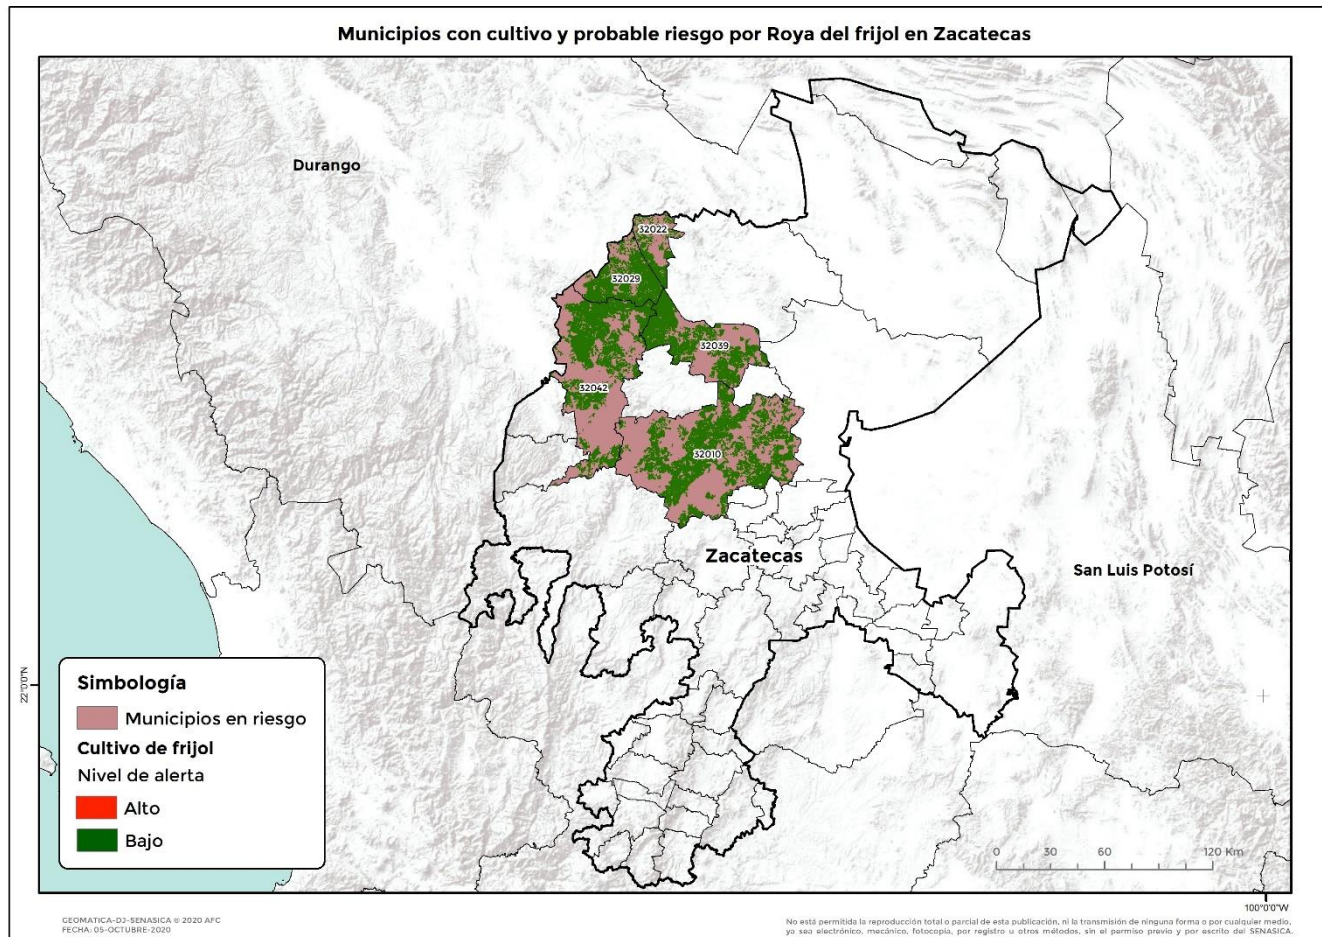 Municipios con cultivo y probable riesgo por Roya del frijol en Zacatecas
Durango
32022
32029
32039
32042
32010
Zacatecas
San Luis Potosí
22°0'0"N
Simbología
Municipios en riesgo
Cultivo de frijol
Nivel de alerta
Alto
Bajo
0 30 60 120 Km
100°0'0"W
GEOMATICA-DJ-SENASICA © 2020 AFC
FECHA: 05-OCTUBRE-2020
No está permitida la reproducción total o parcial de esta publicación, ni la transmisión de ninguna forma o por cualquier medio,
ya sea electrónico, mecánico, fotocopia, por registro u otros métodos, sin el permiso previo y por escrito del SENASICA.